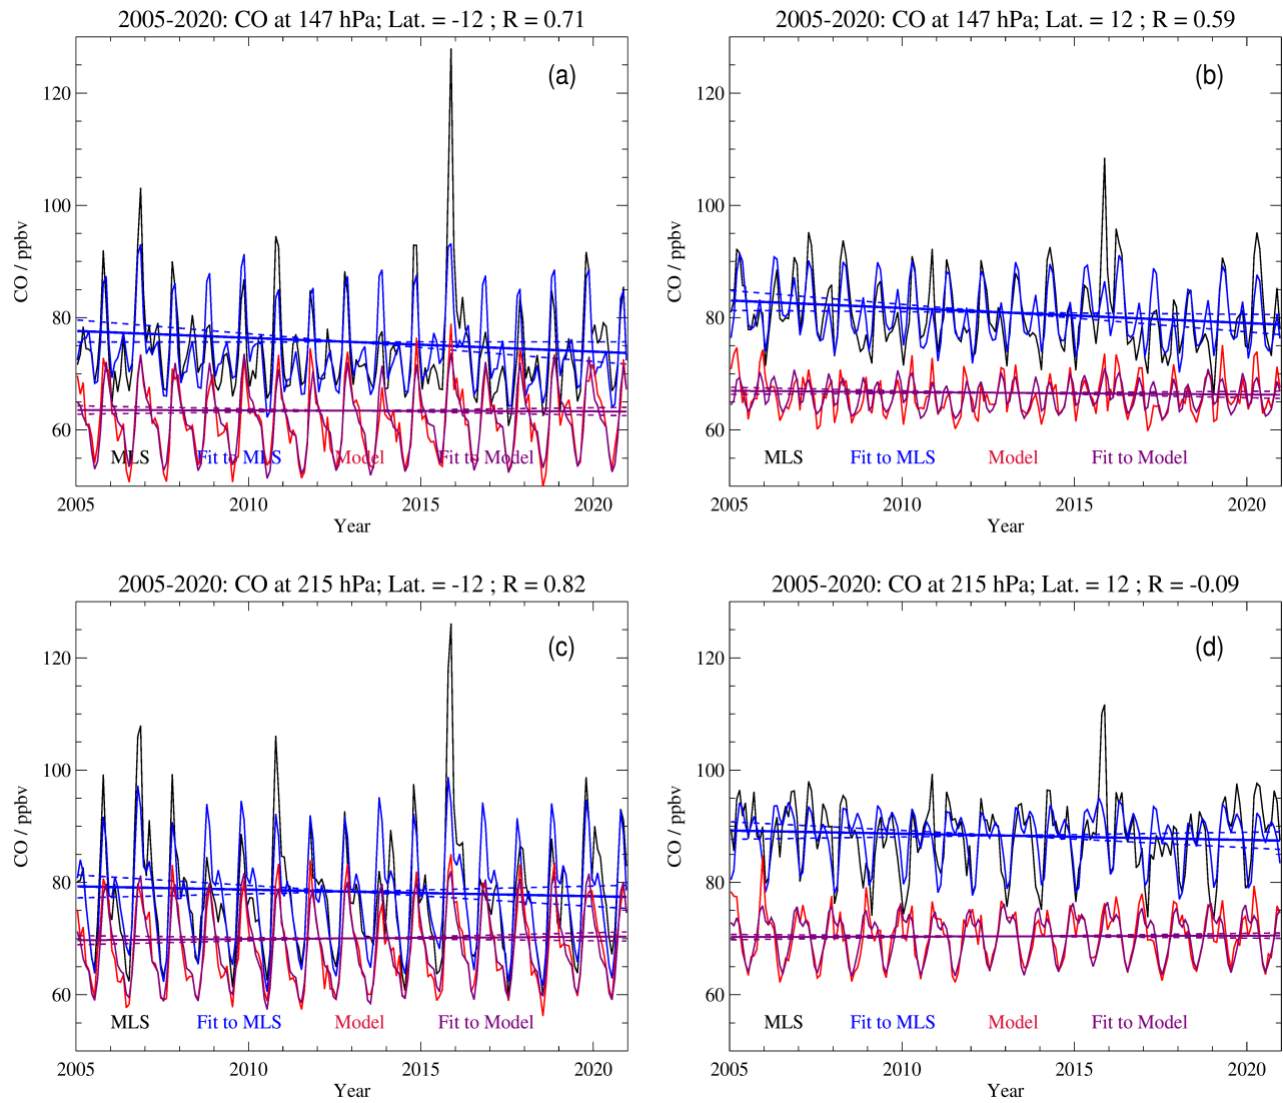 2005-2020: CO at 147 hPa; Lat. = -12 ; R = 0.71
(a)
120
100
80
60
CO / ppbv
MLS Fit to MLS Model Fit to Model
2005 2010 2015 2020
Year
2005-2020: CO at 147 hPa; Lat. = 12 ; R = 0.59
(b)
120
100
80
60
CO / ppbv
MLS Fit to MLS Model Fit to Model
2005 2010 2015 2020
Year
2005-2020: CO at 215 hPa; Lat. = -12 ; R = 0.82
(c)
120
100
80
60
CO / ppbv
MLS Fit to MLS Model Fit to Model
2005 2010 2015 2020
Year
2005-2020: CO at 215 hPa; Lat. = 12 ; R = -0.09
(d)
120
100
80
60
CO / ppbv
MLS Fit to MLS Model Fit to Model
2005 2010 2015 2020
Year